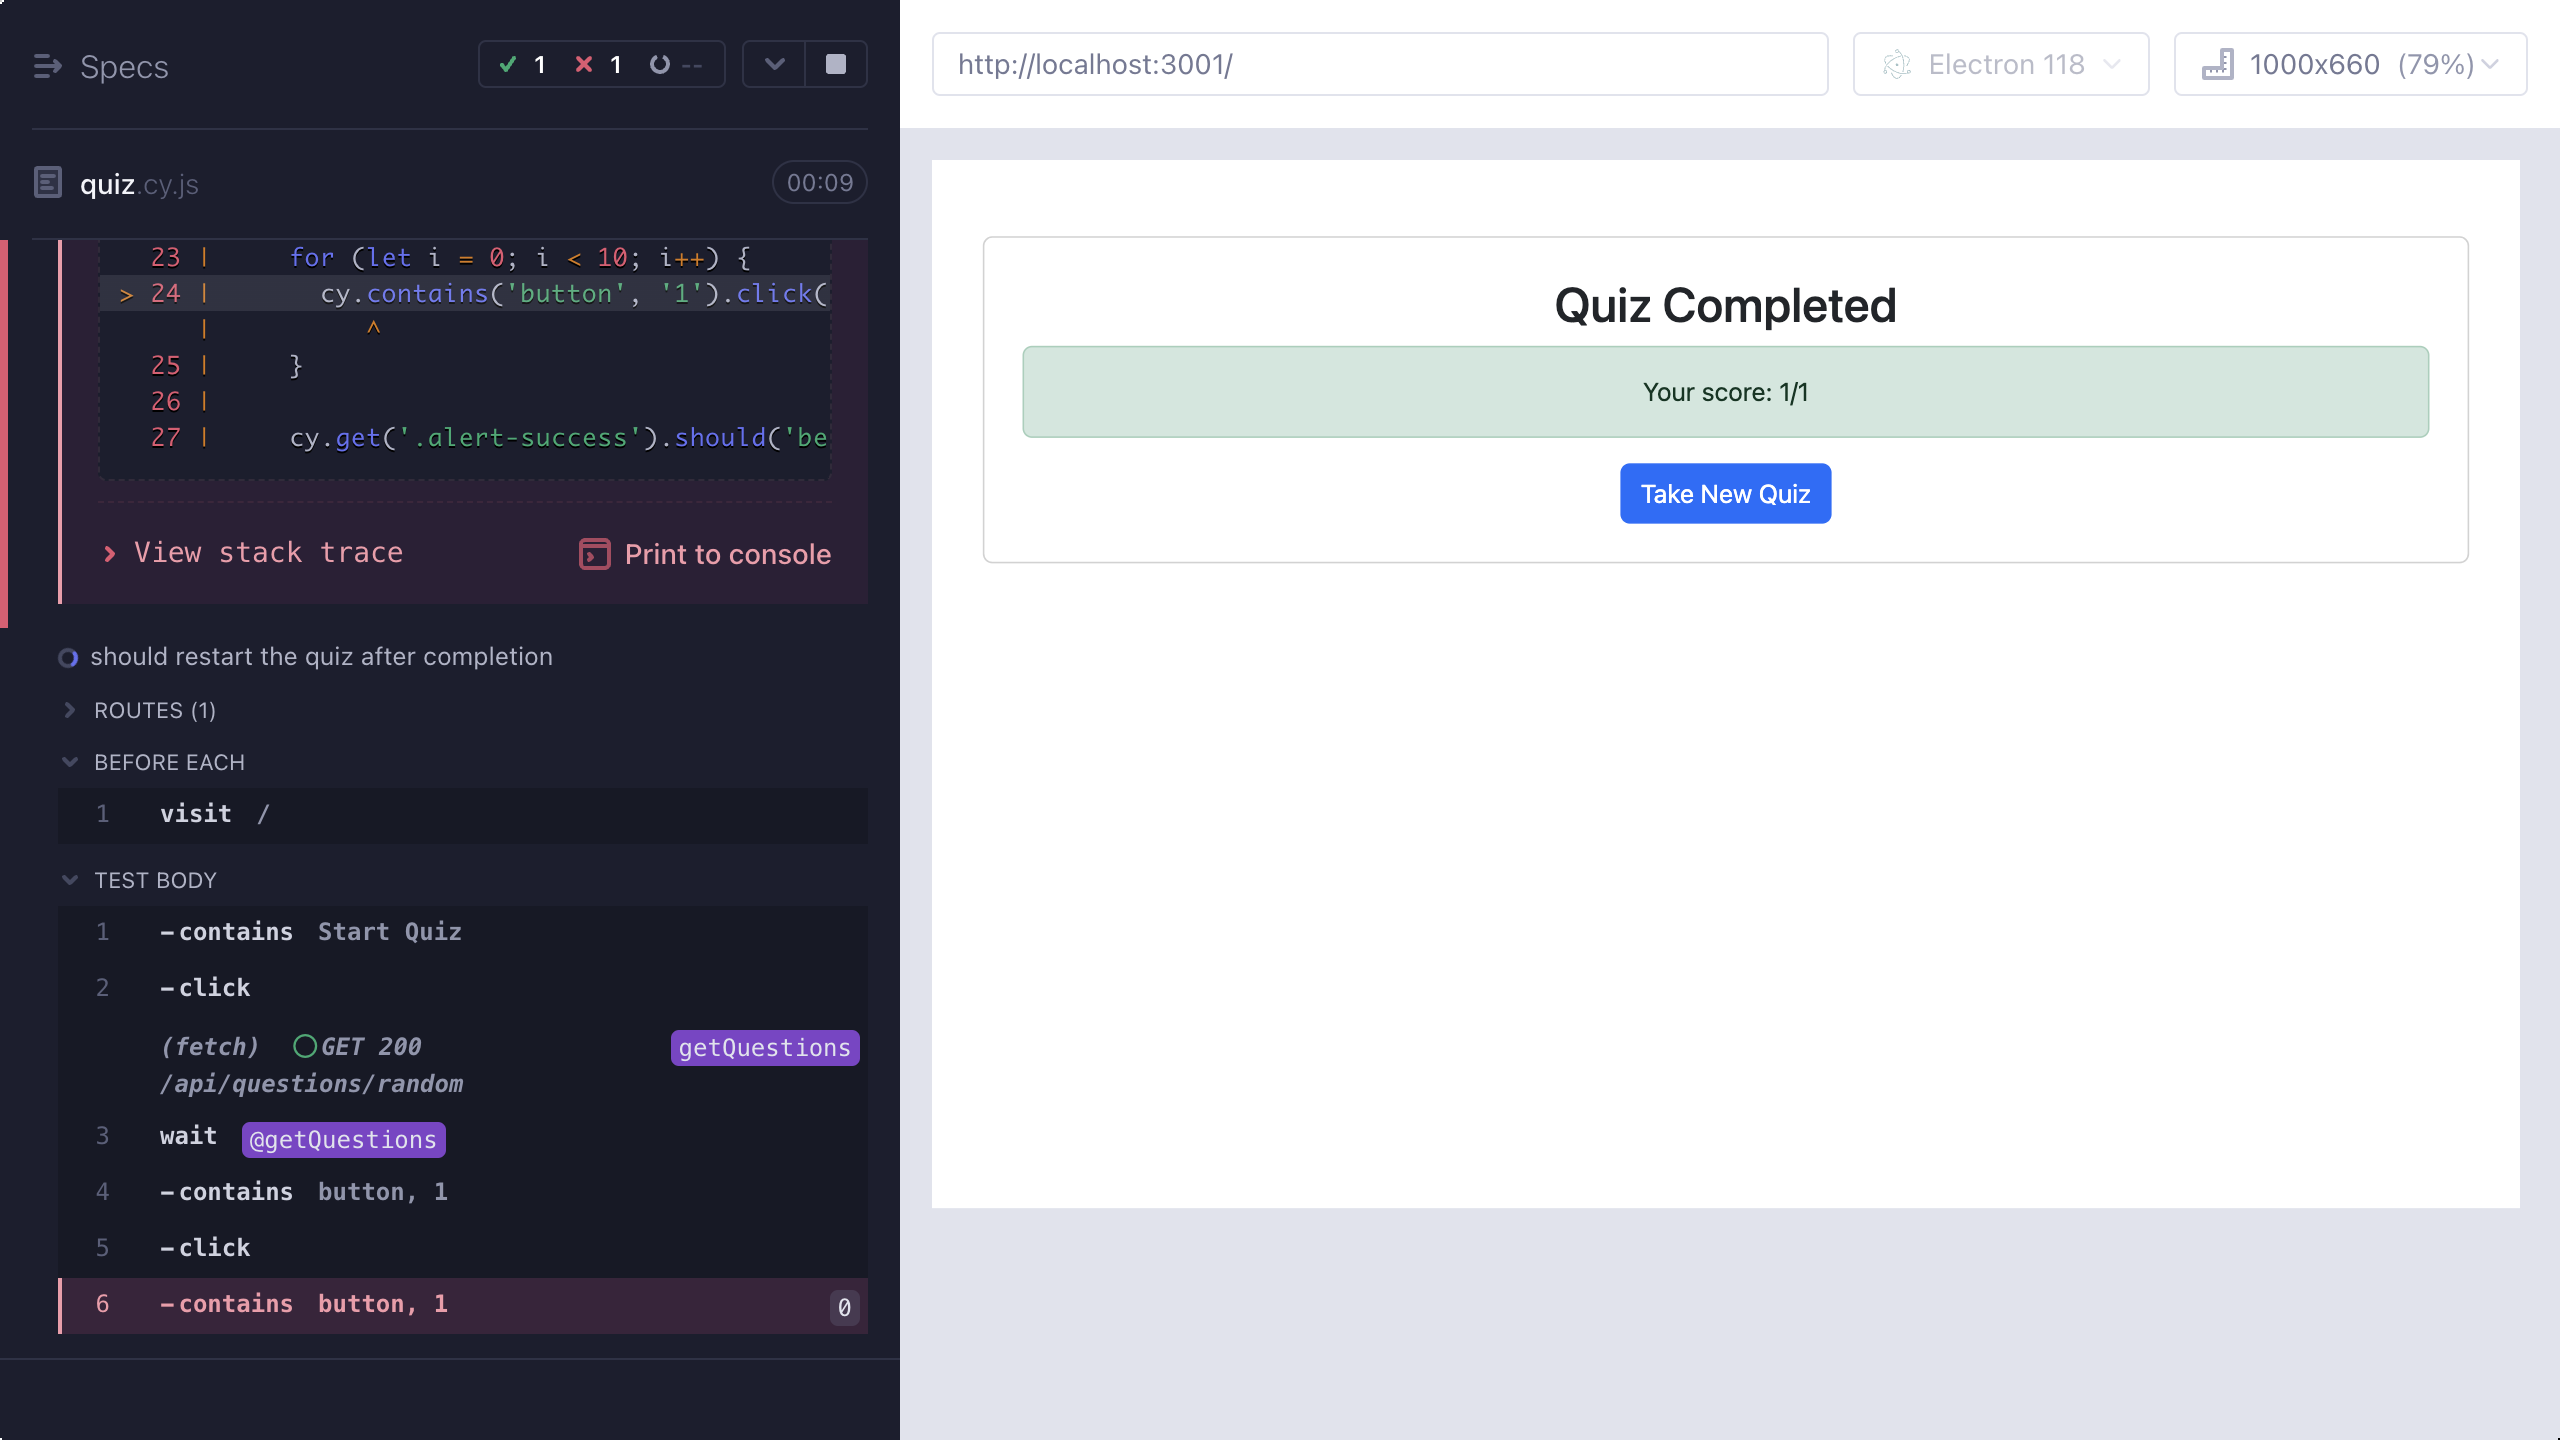 Specs
1 1 --
quiz.cy.js
00:09
23 | for (let i = 0; i < 10; i++) {
> 24 | cy.contains('button', '1').click(
| ^
25 | }
26 |
27 | cy.get('.alert-success').should('be
View stack trace
Print to console
should restart the quiz after completion
ROUTES (1)
BEFORE EACH
1 visit /
TEST BODY
1 -contains Start Quiz
2 -click
(fetch) GET 200 getQuestions
/api/questions/random
3 wait @getQuestions
4 -contains button, 1
5 -click
6 -contains button, 1 0
http://localhost:3001/
Electron 118
1000x660 (79%)
Quiz Completed
Your score: 1/1
Take New Quiz